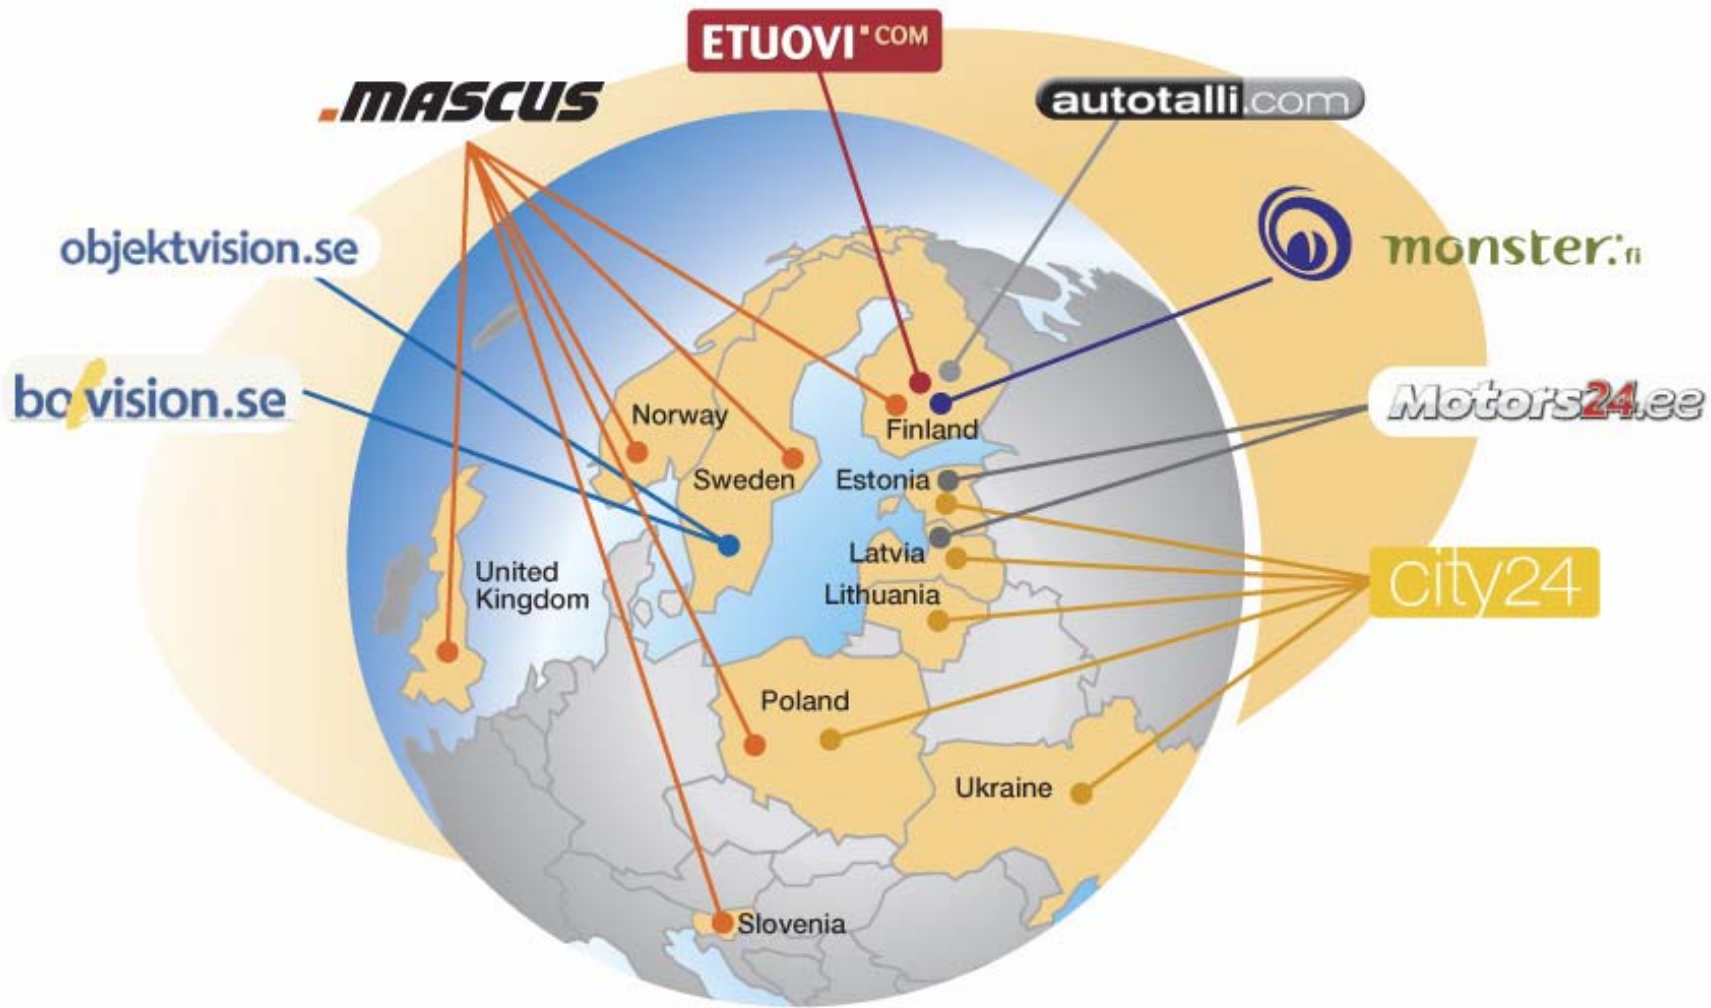 ETUOVI.COM
.MASCUS
autotalli.com
objektvision.se
monster.fi
bovision.se
Motors24.ee
Norway
Finland
Sweden
Estonia
Latvia
United
Kingdom
Lithuania
city24
Poland
Ukraine
Slovenia